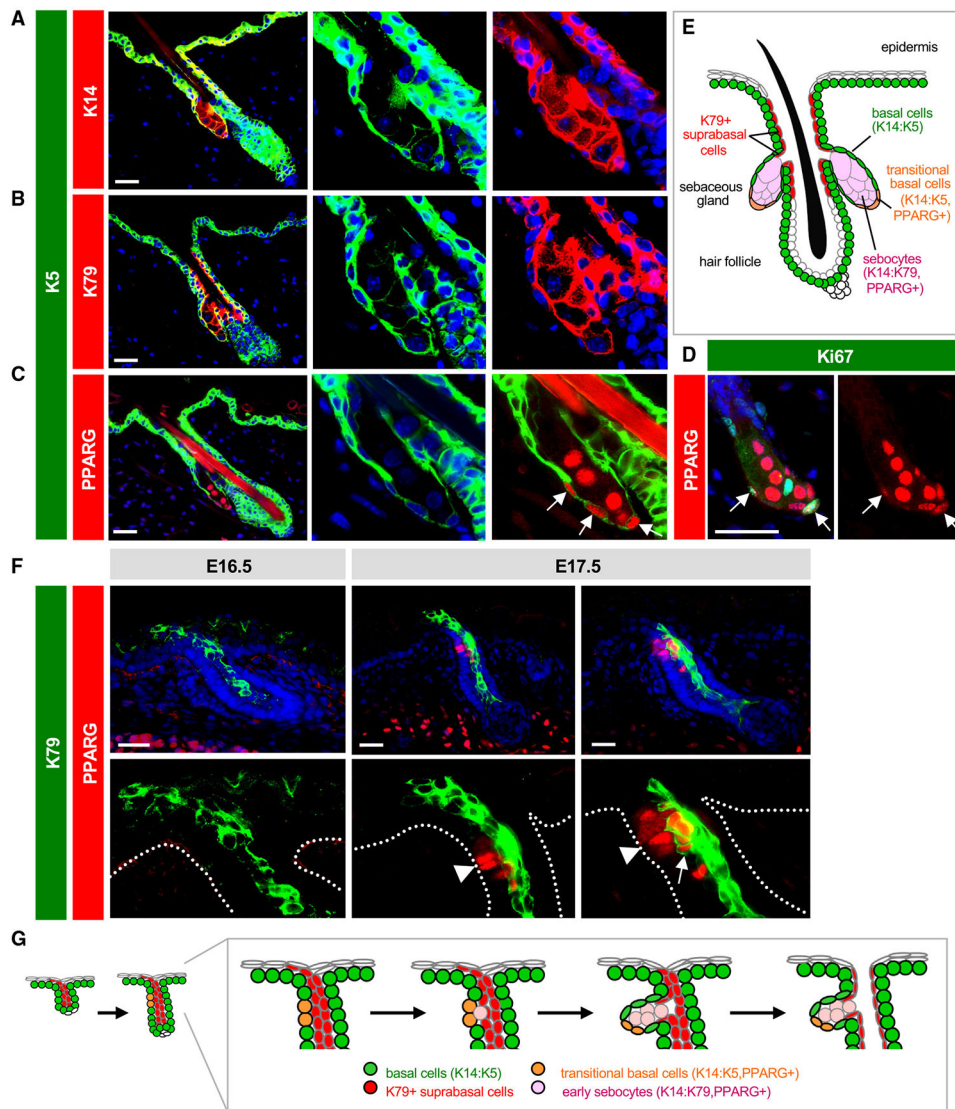 A
K14
B
K5
K79
C
PPARG
E
epidermis
K79+
suprabasal
cells
basal cells
(K14:K5)
sebaceous
gland
transitional
basal cells
(K14:K5,
PPARG+)
hair follicle
sebocytes
(K14:K79,
PPARG+)
D
Ki67
PPARG
F
E16.5
E17.5
K79
PPARG
G
basal cells (K14:K5)
transitional basal cells (K14:K5,PPARG+)
K79+ suprabasal cells
early sebocytes (K14:K79,PPARG+)